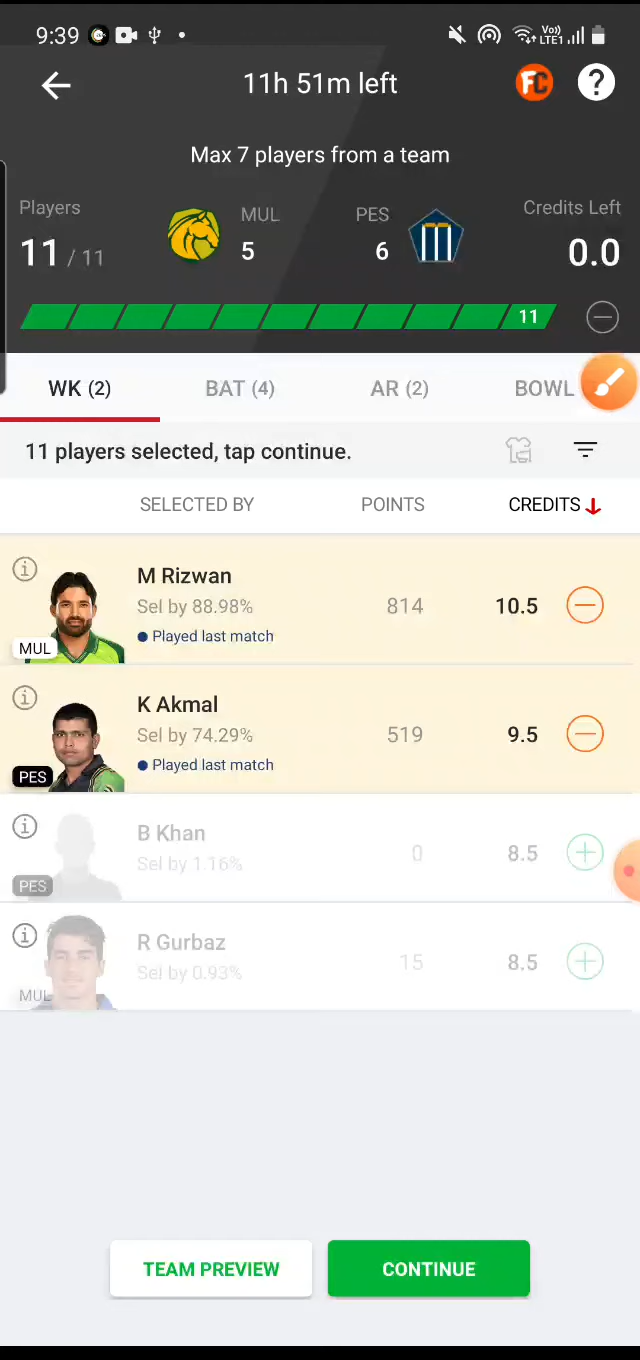 9:39
Vo))
LTE1
11h 51m left
FC
?
Max 7 players from a team
Players
MUL
PES
Credits Left
11 / 11
5
6
0.0
11
WK (2)
BAT (4)
AR (2)
BOWL
11 players selected, tap continue.
SELECTED BY
POINTS
CREDITS
M Rizwan
Sel by 88.98%
814
10.5
Played last match
MUL
K Akmal
Sel by 74.29%
519
9.5
Played last match
PES
B Khan
Sel by 1.16%
0
8.5
PES
R Gurbaz
Sel by 0.93%
15
8.5
MUL
TEAM PREVIEW
CONTINUE